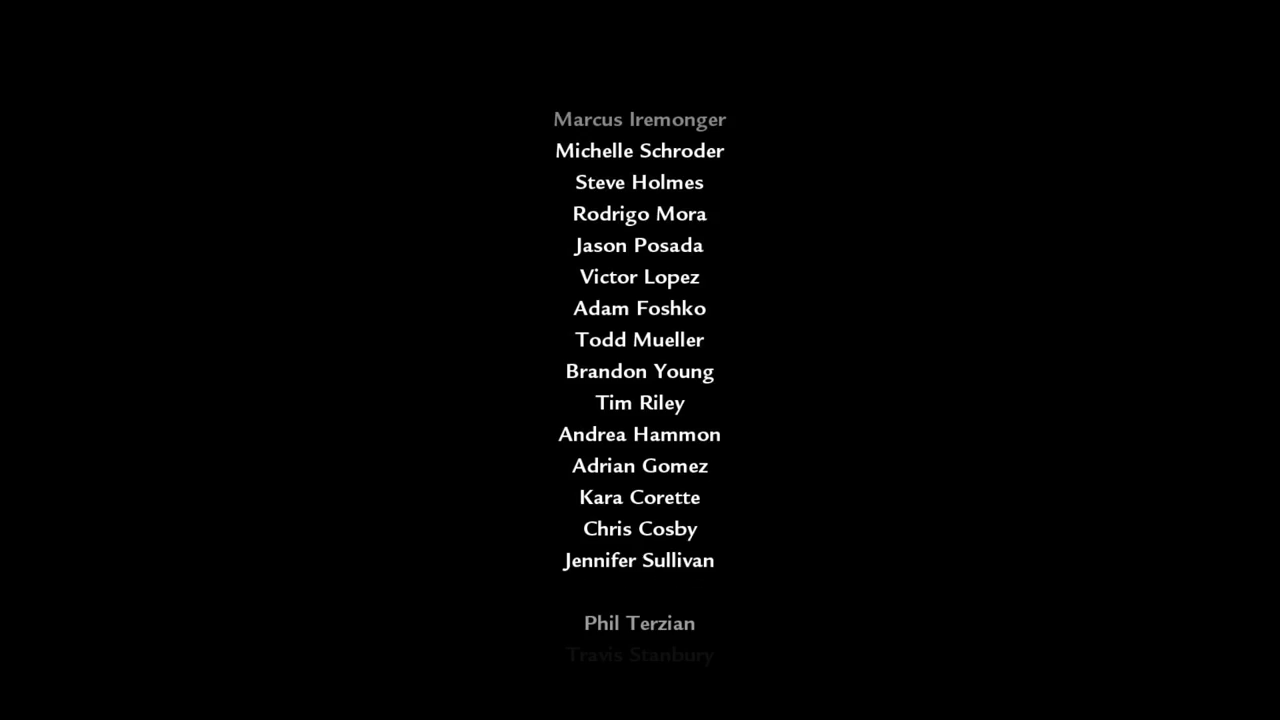 Marcus Iremonger
Michelle Schroder
Steve Holmes
Rodrigo Mora
Jason Posada
Victor Lopez
Adam Foshko
Todd Mueller
Brandon Young
Tim Riley
Andrea Hammon
Adrian Gomez
Kara Corette
Chris Cosby
Jennifer Sullivan
Phil Terzian
Travis Stanbury